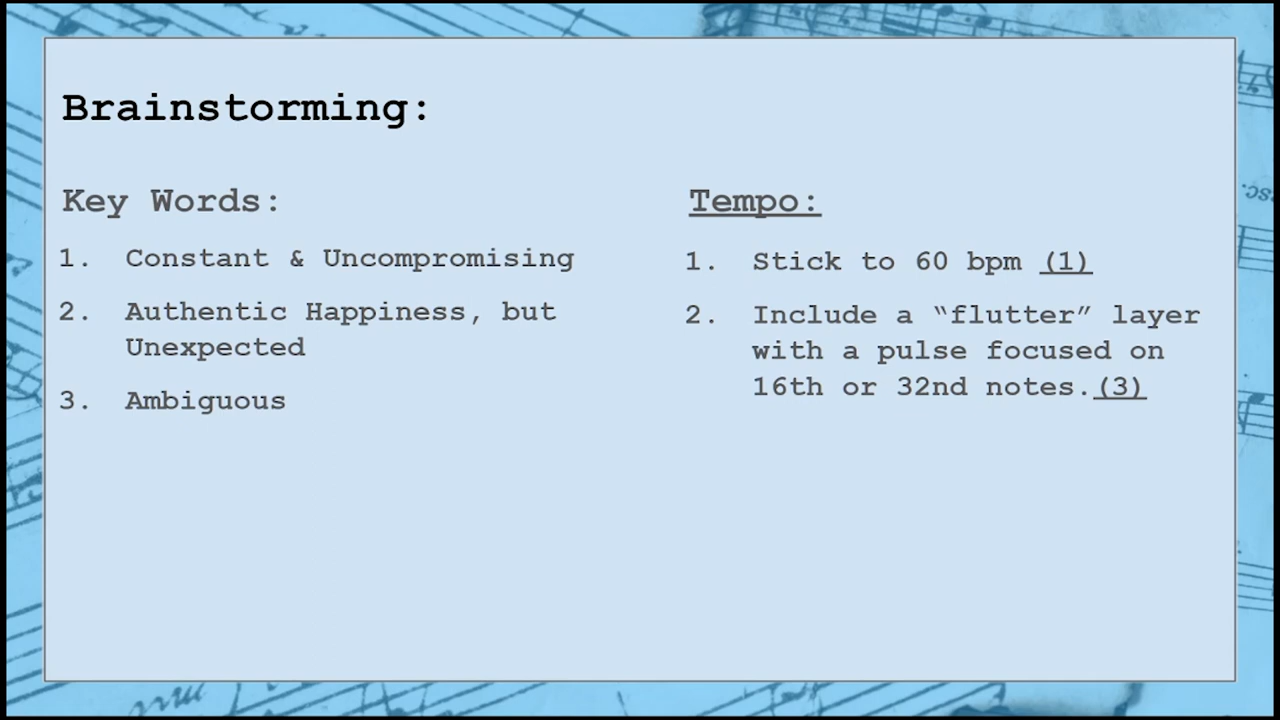 Brainstorming:
Key Words:
1. Constant & Uncompromising
2. Authentic Happiness, but
Unexpected
3. Ambiguous
Tempo:
1. Stick to 60 bpm (1)
2. Include a “flutter” layer
with a pulse focused on
16th or 32nd notes.(3)